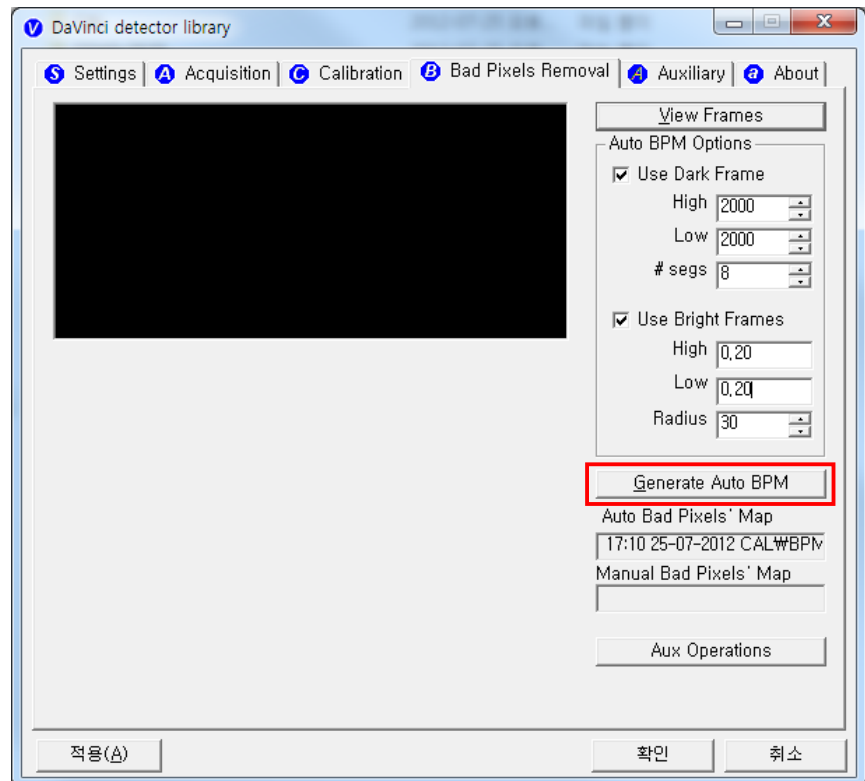 DaVinci detector library
Settings Acquisition Calibration Bad Pixels Removal Auxiliary About
View Frames
Auto BPM Options
Use Dark Frame
High 2000
Low 2000
# segs 8
Use Bright Frames
High 0,20
Low 0,20
Radius 30
Generate Auto BPM
Auto Bad Pixels' Map
17:10 25-07-2012 CAL₩BPM
Manual Bad Pixels' Map
Aux Operations
적용(A) 확인 취소